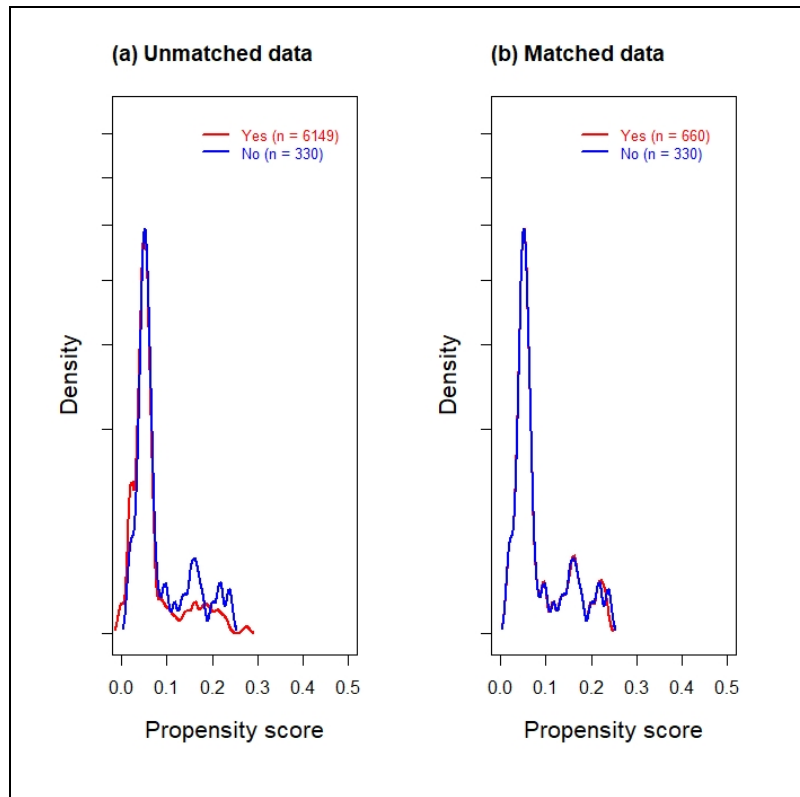 (a) Unmatched data
Yes (n = 6149)
No (n = 330)
Density
0.0 0.1 0.2 0.3 0.4 0.5
Propensity score
(b) Matched data
Yes (n = 660)
No (n = 330)
Density
0.0 0.1 0.2 0.3 0.4 0.5
Propensity score